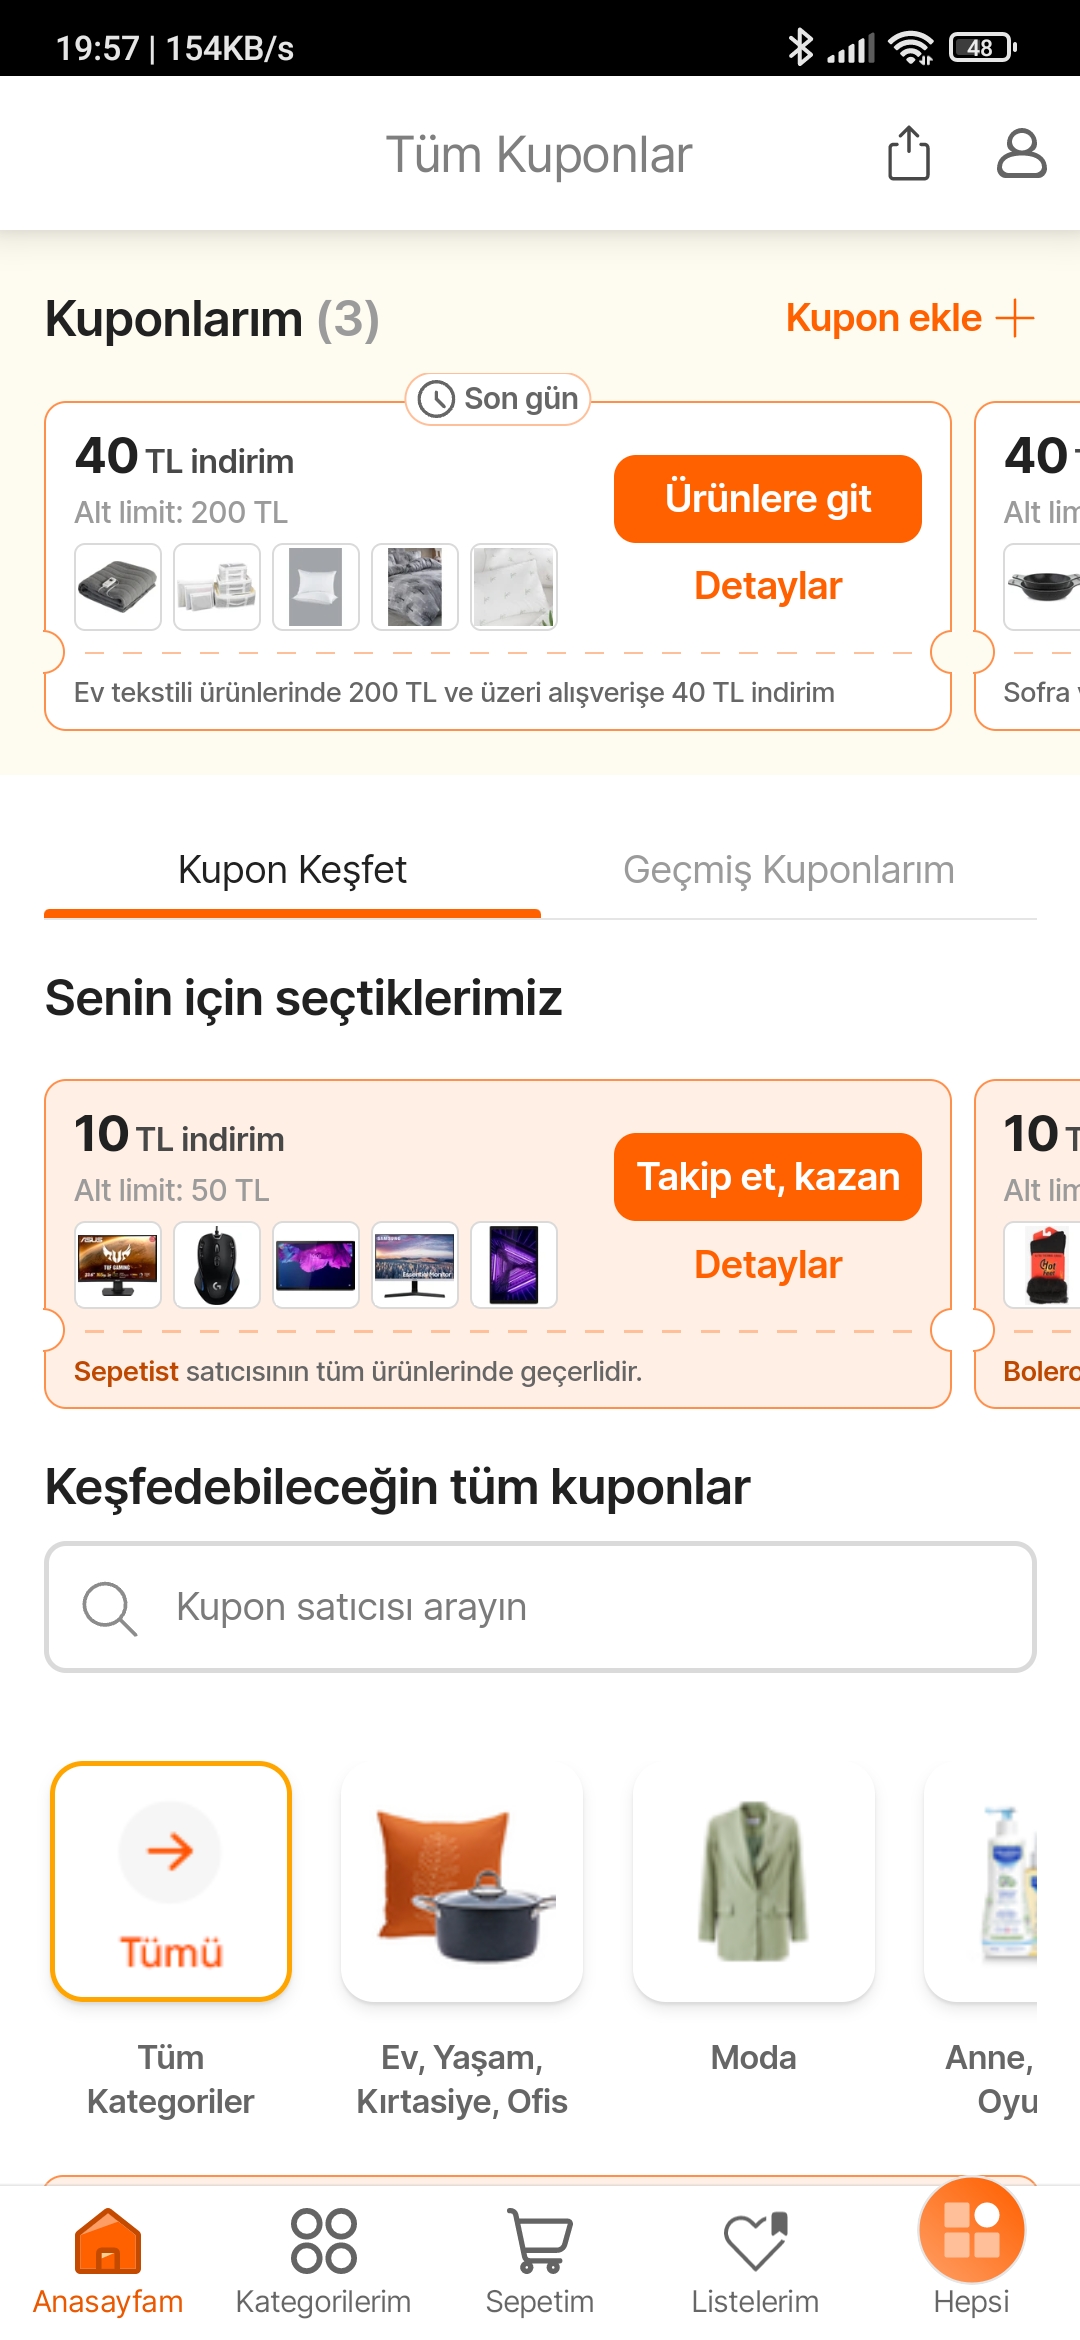 19:57 | 154KB/s
48
Tüm Kuponlar
Kuponlarım (3)
Kupon ekle
Son gün
40 TL indirim
Alt limit: 200 TL
Ürünlere git
Detaylar
Ev tekstili ürünlerinde 200 TL ve üzeri alışverişe 40 TL indirim
40
Alt lim
Sofra
Kupon Keşfet
Geçmiş Kuponlarım
Senin için seçtiklerimiz
10 TL indirim
Alt limit: 50 TL
Takip et, kazan
Detaylar
Sepetist satıcısının tüm ürünlerinde geçerlidir.
10 T
Alt lim
Bolero
Keşfedebileceğin tüm kuponlar
Kupon satıcısı arayın
Tümü
Tüm
Kategoriler
Ev, Yaşam,
Kırtasiye, Ofis
Moda
Anne,
Oyu
Anasayfam
Kategorilerim
Sepetim
Listelerim
Hepsi